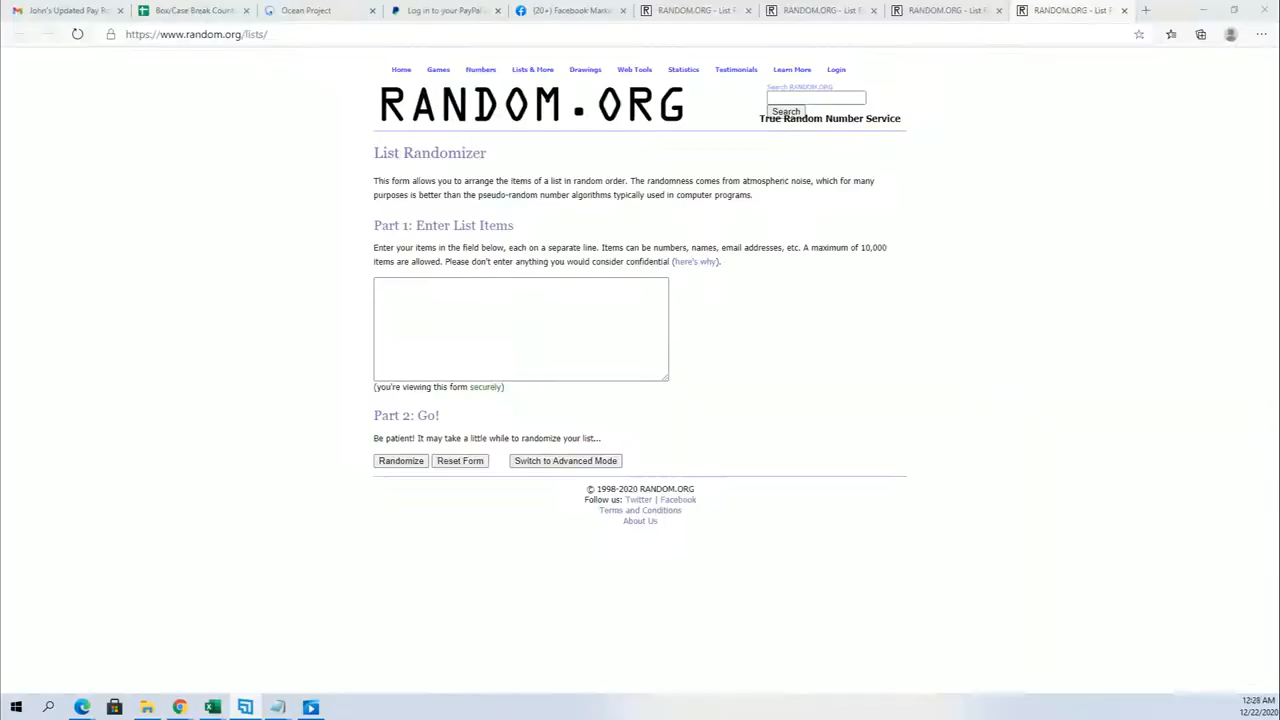 John's Updated Pay Ro
Box/Case Break Count
Ocean Project
Log in to your PayPal
(20+) Facebook Marke
RANDOM.ORG - List F
RANDOM.ORG - List
RANDOM.ORG - List
RANDOM.ORG - List F
https://www.random.org/lists/
Home Games Numbers Lists & More Drawings Web Tools Statistics Testimonials Learn More Login
Search RANDOM.ORG
RANDOM.ORG
Search
True Random Number Service
List Randomizer
This form allows you to arrange the items of a list in random order. The randomness comes from atmospheric noise, which for many
purposes is better than the pseudo-random number algorithms typically used in computer programs.
Part 1: Enter List Items
Enter your items in the field below, each on a separate line. Items can be numbers, names, email addresses, etc. A maximum of 10,000
items are allowed. Please don't enter anything you would consider confidential (here's why).
(you're viewing this form securely)
Part 2: Go!
Be patient! It may take a little while to randomize your list...
Randomize Reset Form Switch to Advanced Mode
© 1998-2020 RANDOM.ORG
Follow us: Twitter | Facebook
Terms and Conditions
About Us
12:28 AM
12/22/2020